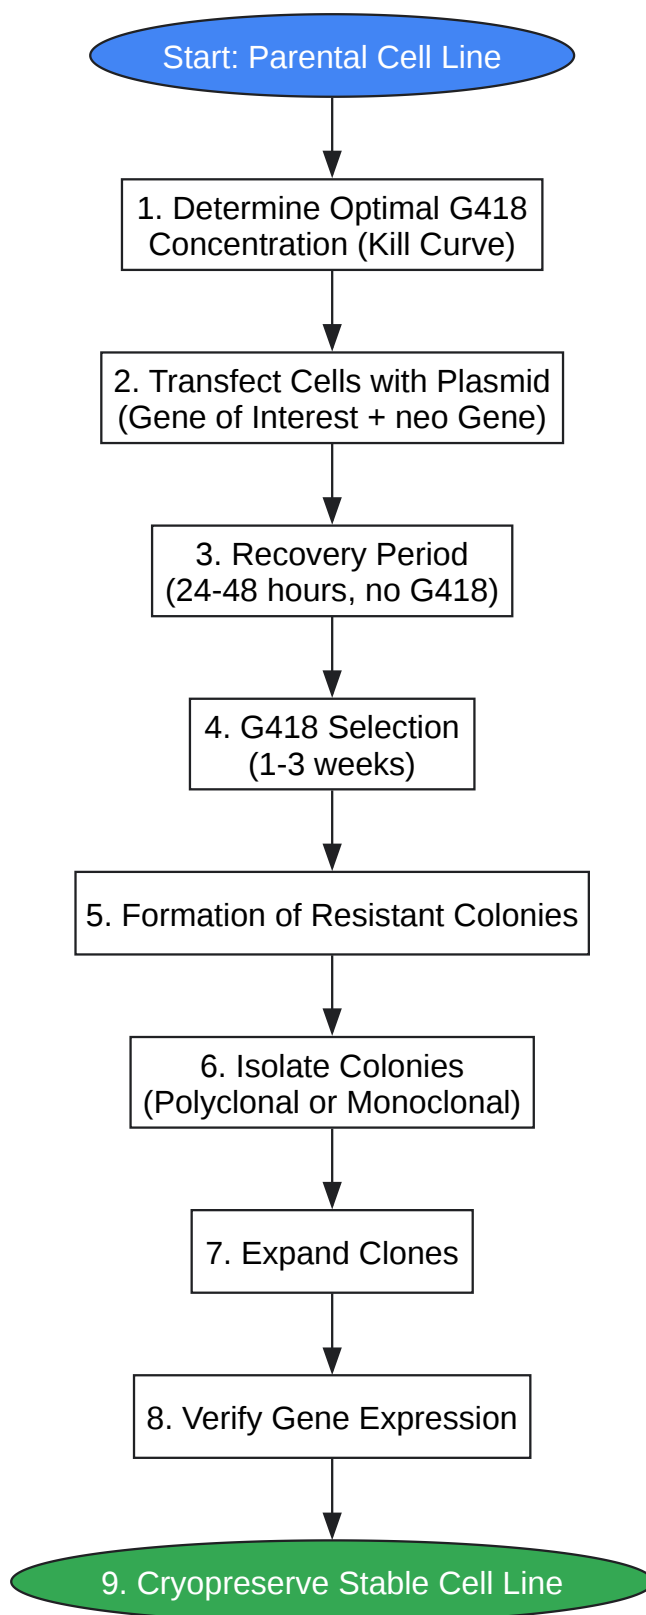 Start: Parental Cell Line
1. Determine Optimal G418
Concentration (Kill Curve)
2. Transfect Cells with Plasmid
(Gene of Interest + neo Gene)
3. Recovery Period
(24-48 hours, no G418)
4. G418 Selection
(1-3 weeks)
5. Formation of Resistant Colonies
6. Isolate Colonies
(Polyclonal or Monoclonal)
7. Expand Clones
8. Verify Gene Expression
9. Cryopreserve Stable Cell Line